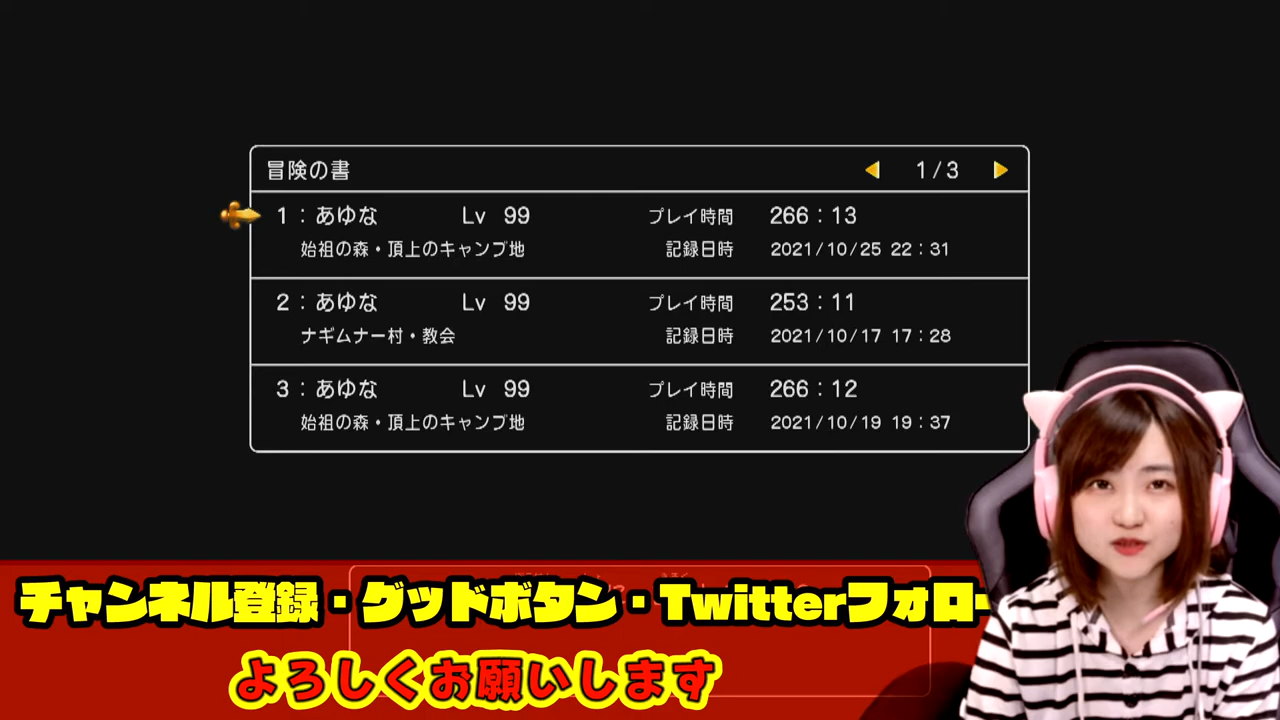 冒険の書 1/3
1：あゆな Lv 99 プレイ時間 266：13
始祖の森・頂上のキャンプ地 記録日時 2021/10/25 22：31
2：あゆな Lv 99 プレイ時間 253：11
ナギムナー村・教会 記録日時 2021/10/17 17：28
3：あゆな Lv 99 プレイ時間 266：12
始祖の森・頂上のキャンプ地 記録日時 2021/10/19 19：37
チャンネル登録・グッドボタン・Twitterフォロー
よろしくお願いします